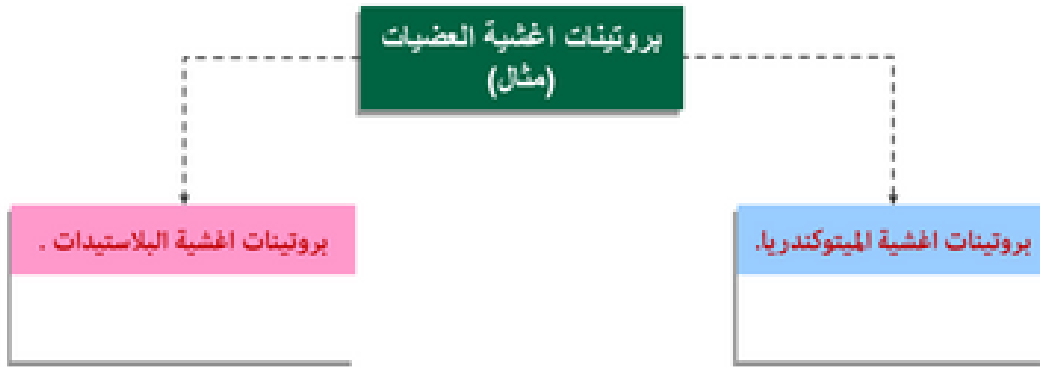 بروتينات اغشية العضيات
(مثال)
بروتينات اغشية الميتوكندريا.
بروتينات اغشية البلاستيدات .